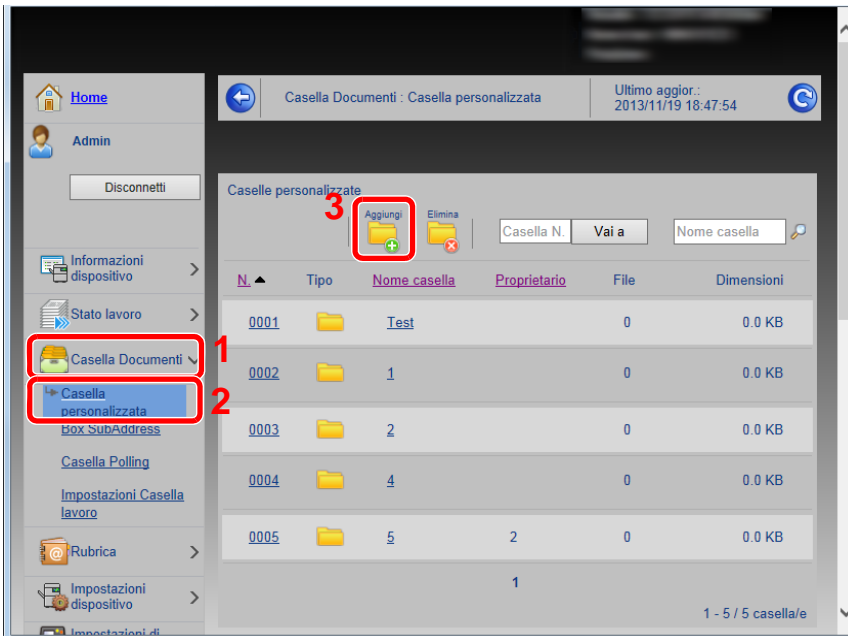 Home
Casella Documenti : Casella personalizzata
Ultimo aggior.:
2013/11/19 18:47:54
Admin
Disconnetti
Caselle personalizzate
3
Aggiungi
Elimina
Casella N.
Vai a
Nome casella
Informazioni
dispositivo
N. Tipo Nome casella Proprietario File Dimensioni
Stato lavoro
0001 Test 0 0.0 KB
Casella Documenti
1
0002 1 0 0.0 KB
Casella
personalizzata
2
Box SubAddress
0003 2 0 0.0 KB
Casella Polling
0004 4 0 0.0 KB
Impostazioni Casella
lavoro
0005 5 2 0 0.0 KB
Rubrica
1
Impostazioni
dispositivo
1 - 5 / 5 casella/e
Impostazioni di